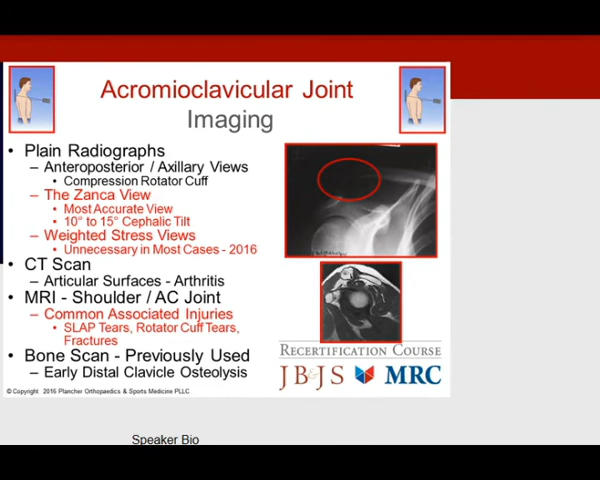 Acromioclavicular Joint
Imaging
• Plain Radiographs
– Anteroposterior / Axillary Views
• Compression Rotator Cuff
– The Zanca View
• Most Accurate View
• 10° to 15° Cephalic Tilt
– Weighted Stress Views
• Unnecessary in Most Cases - 2016
• CT Scan
– Articular Surfaces - Arthritis
• MRI - Shoulder / AC Joint
– Common Associated Injuries
• SLAP Tears, Rotator Cuff Tears,
Fractures
• Bone Scan - Previously Used
– Early Distal Clavicle Osteolysis
RECERTIFICATION COURSE
JB&JS MRC
© Copyright 2016 Plancher Orthopaedics & Sports Medicine PLLC
Speaker Bio